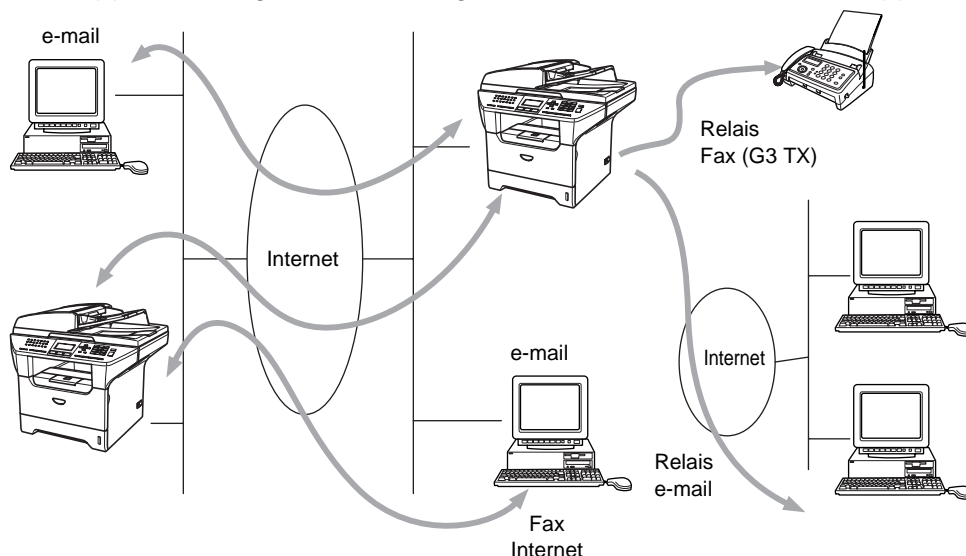 e-mail
Relais
Fax (G3 TX)
Internet
e-mail
Internet
Relais
e-mail
Fax
Internet